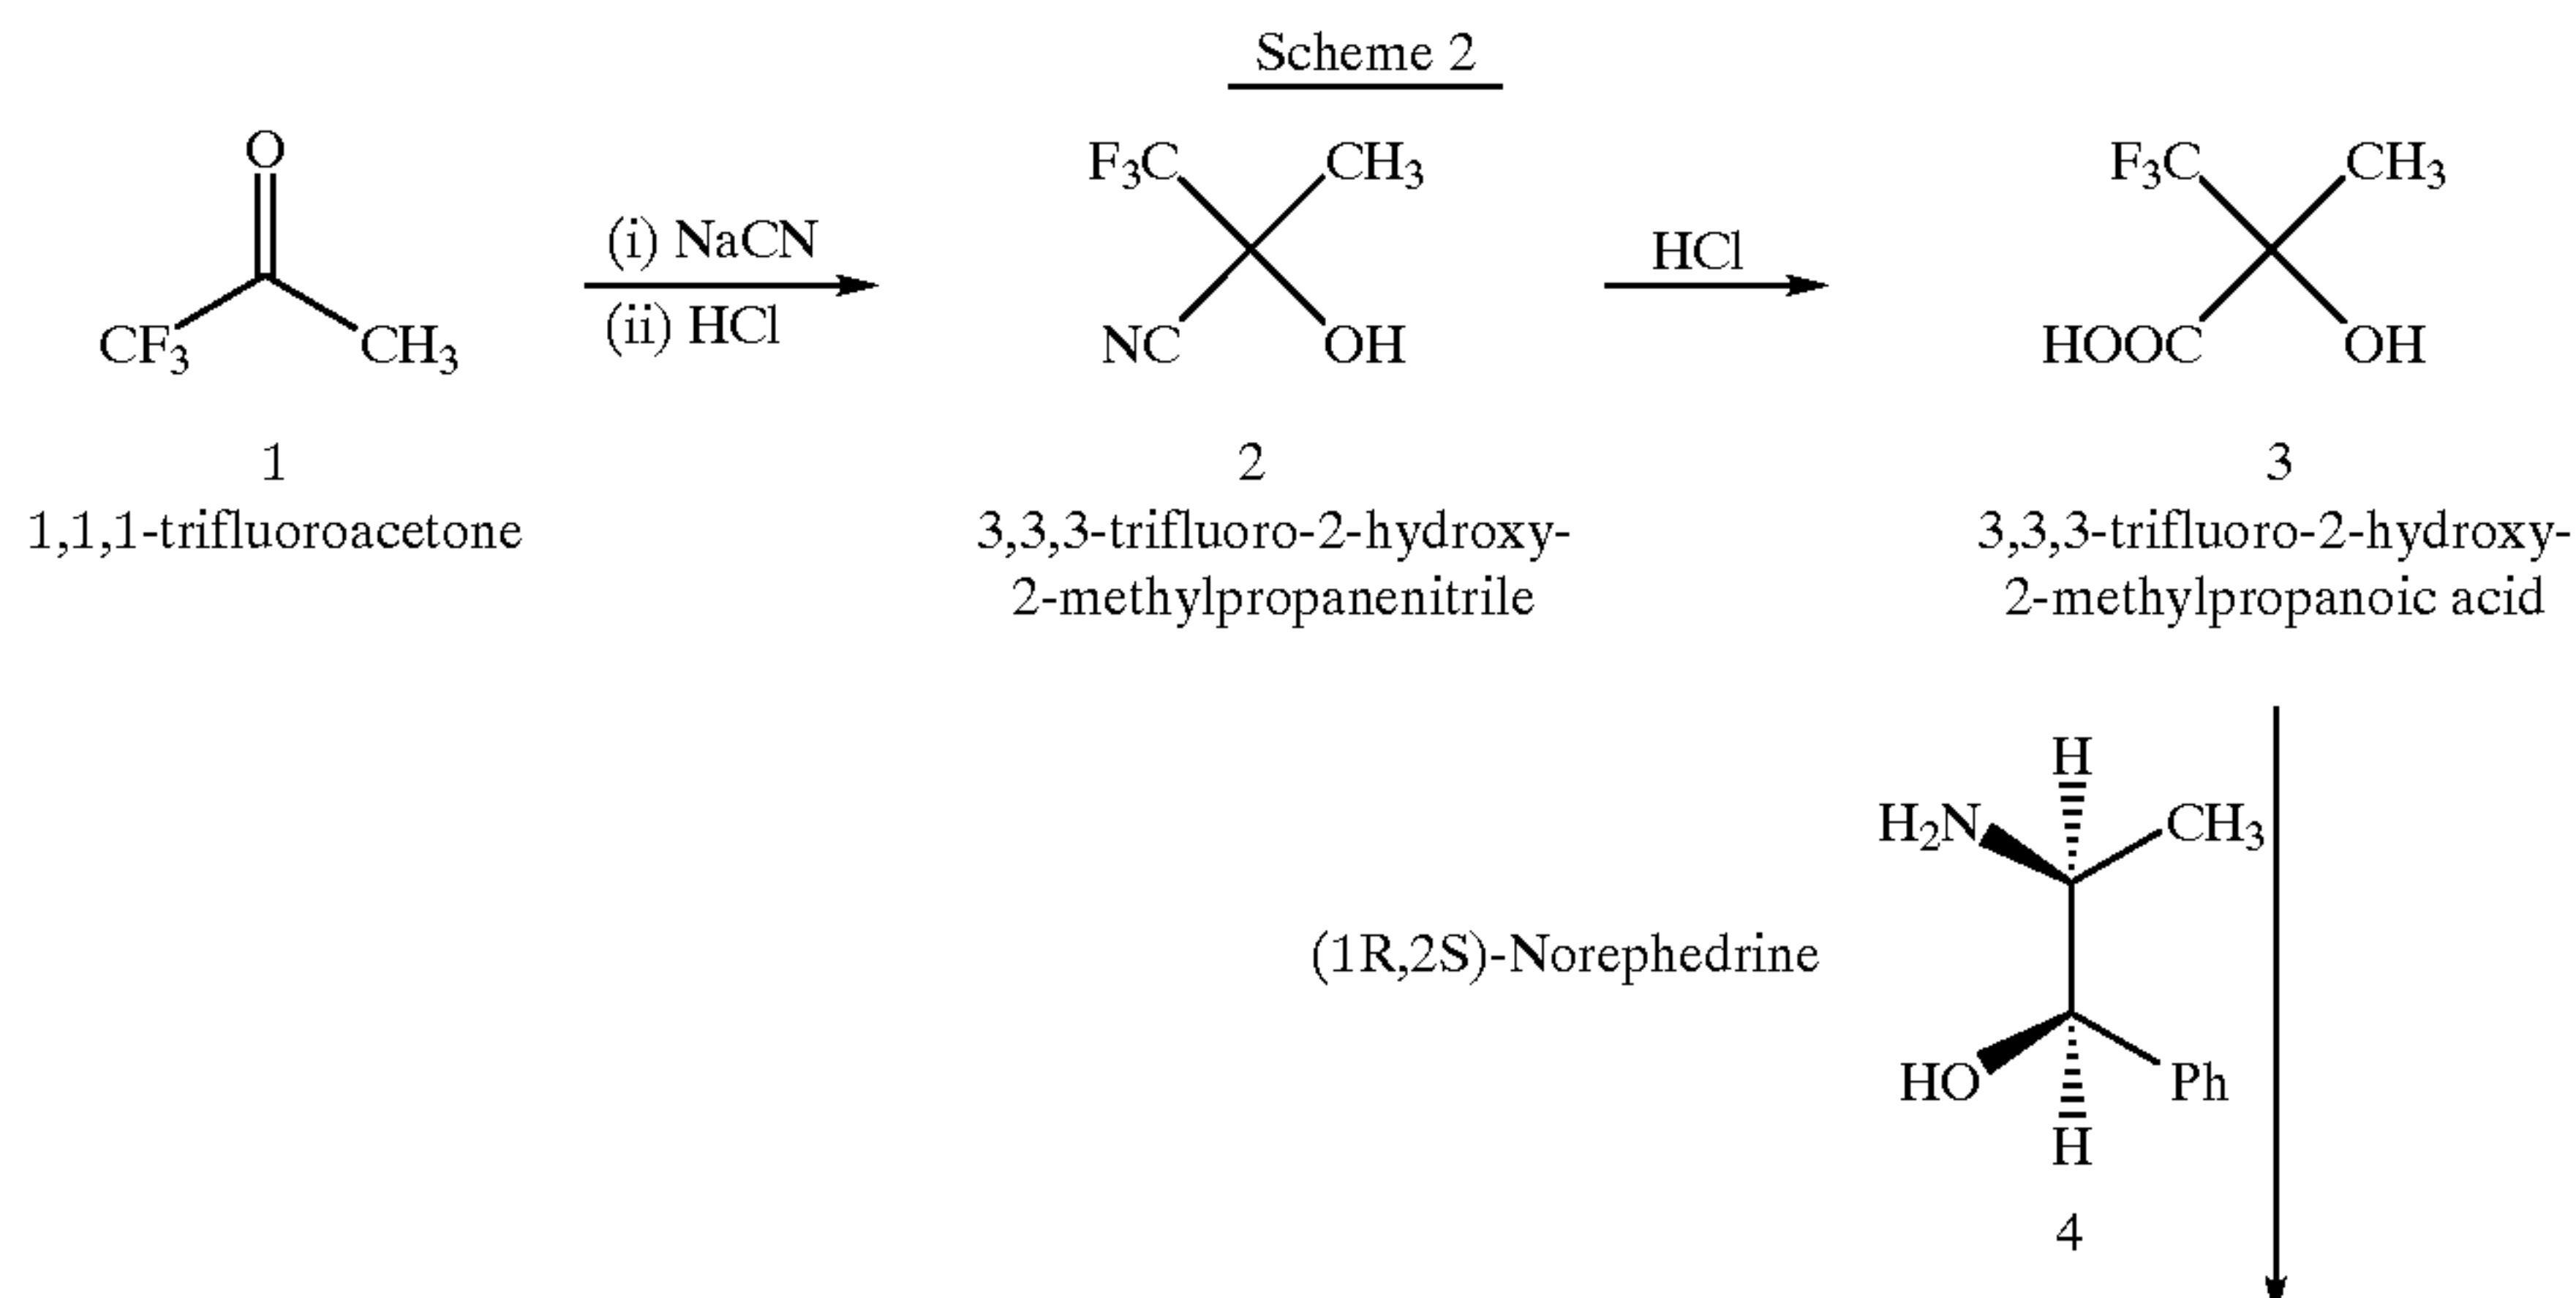 Scheme 2
O
CF3
CH3
(i) NaCN
(ii) HCl
F3C
CH3
NC
OH
HCl
F3C
CH3
HOOC
OH
1
1,1,1-trifluoroacetone
2
3,3,3-trifluoro-2-hydroxy-
2-methylpropanenitrile
3
3,3,3-trifluoro-2-hydroxy-
2-methylpropanoic acid
H
H2N
CH3
(1R,2S)-Norephedrine
HO
Ph
H
4